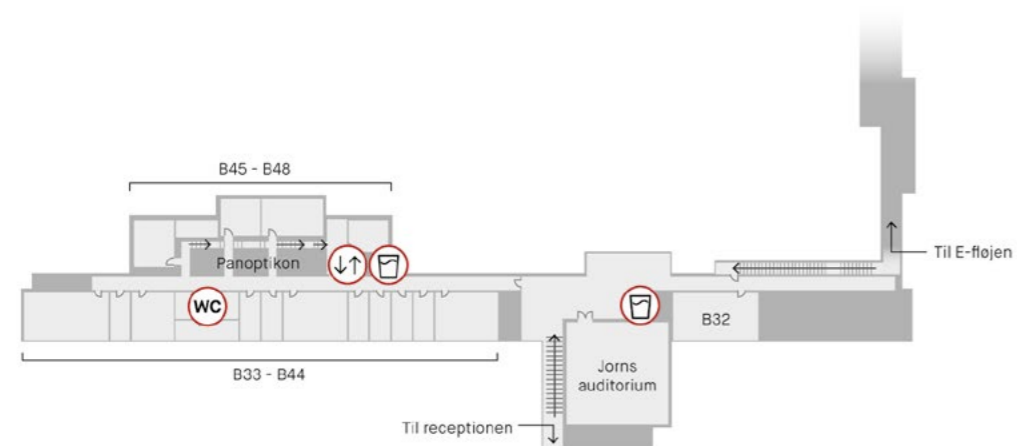 B45 - B48
Panoptikon
Til E-fløjen
WC
B32
Jorns
auditorium
B33 - B44
Til receptionen